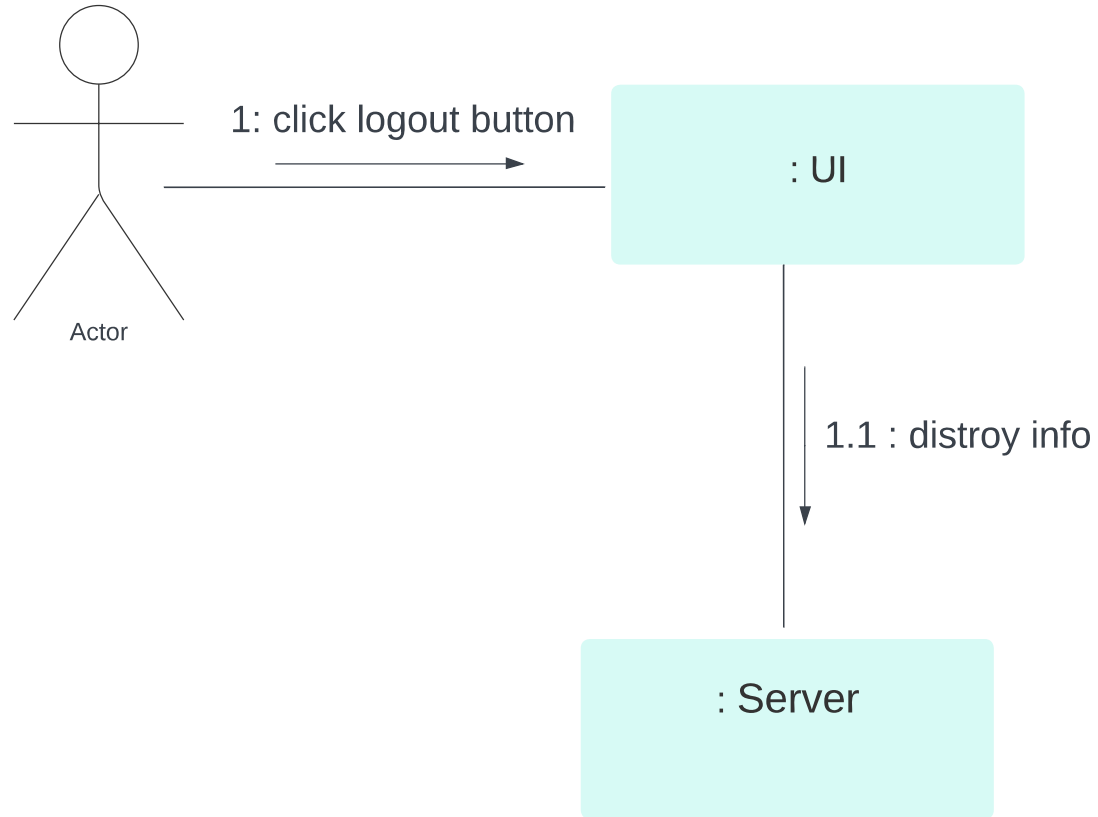 1: click logout button
: UI
Actor
1.1 : distroy info
: Server